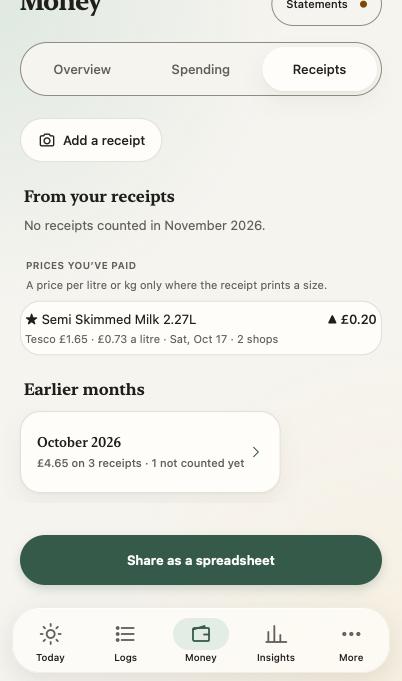 Money
Statements
Overview
Spending
Receipts
Add a receipt
From your receipts
No receipts counted in November 2026.
PRICES YOU'VE PAID
A price per litre or kg only where the receipt prints a size.
★ Semi Skimmed Milk 2.27L ▲ £0.20
Tesco £1.65 · £0.73 a litre · Sat, Oct 17 · 2 shops
Earlier months
October 2026
£4.65 on 3 receipts · 1 not counted yet
Share as a spreadsheet
Today
Logs
Money
Insights
More